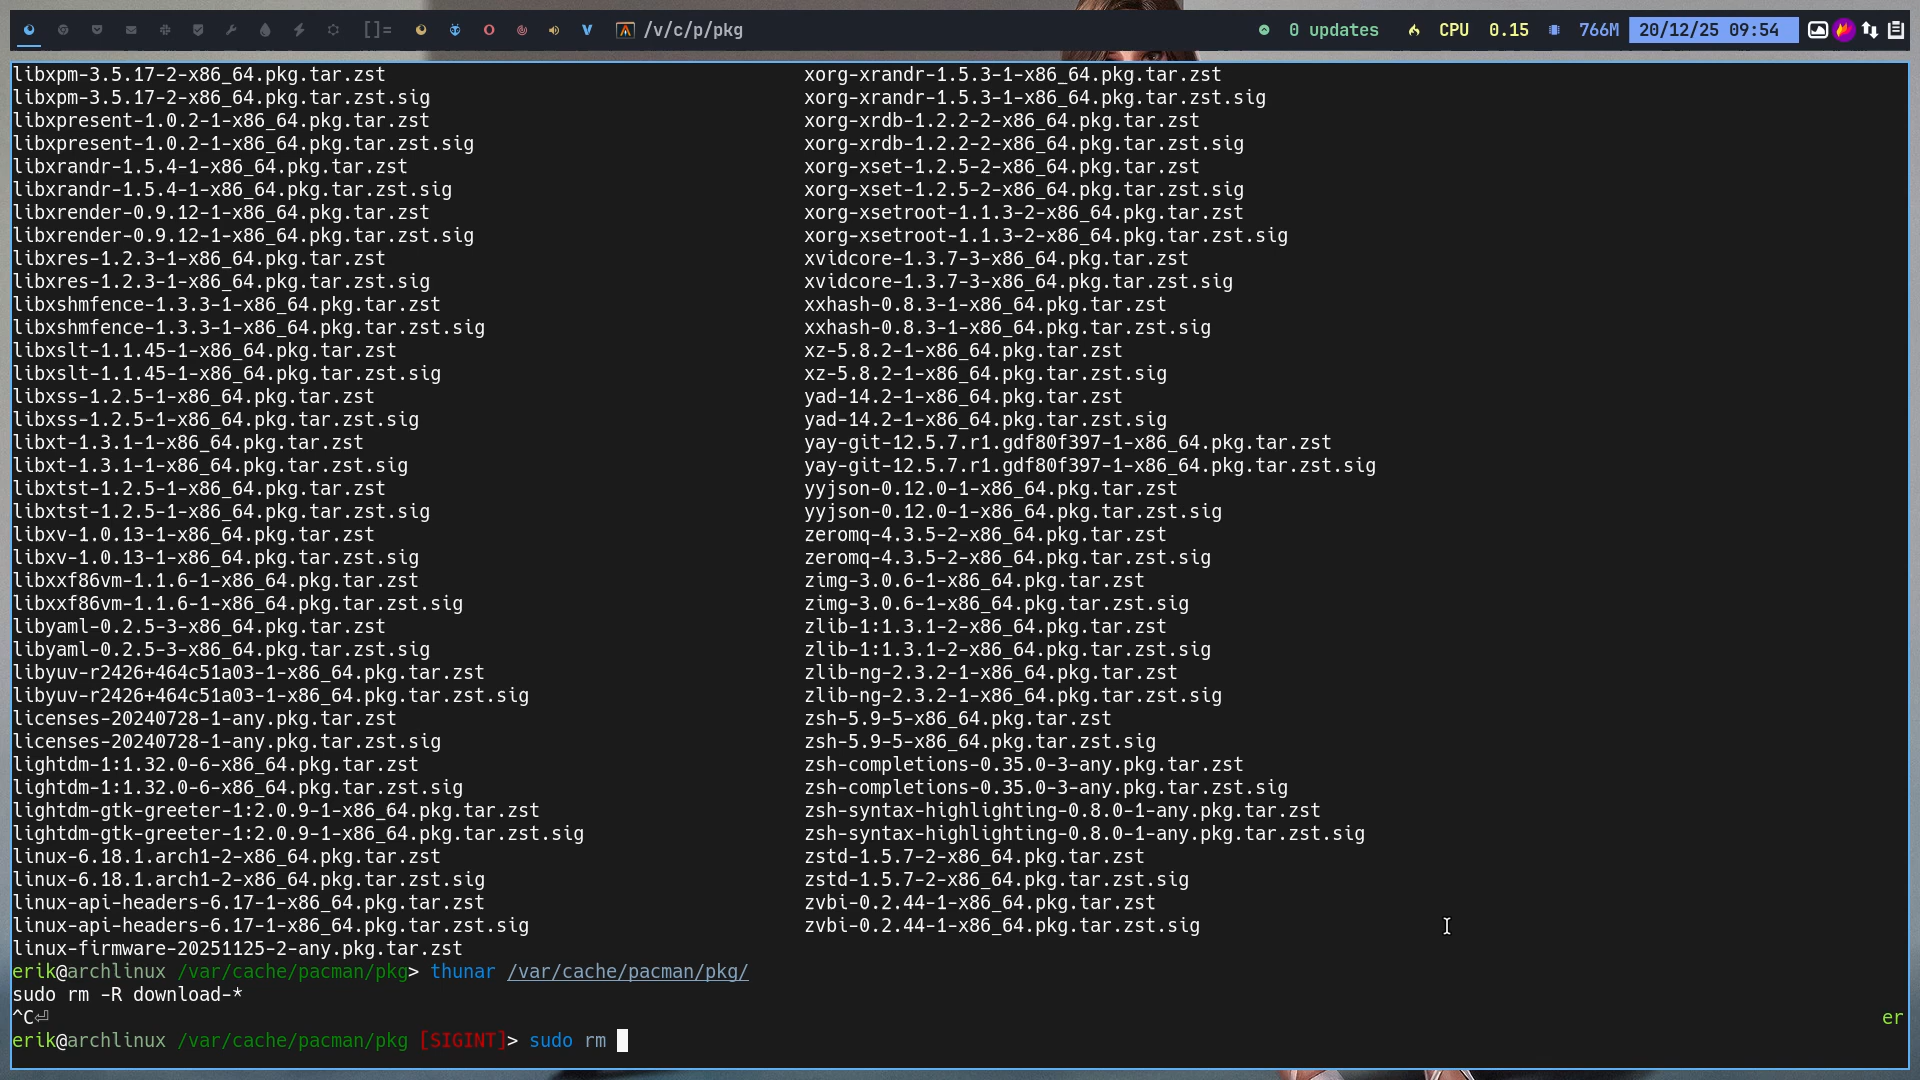 []= /v/c/p/pkg 0 updates CPU 0.15 766M 20/12/25 09:54
libxpm-3.5.17-2-x86_64.pkg.tar.zst
libxpm-3.5.17-2-x86_64.pkg.tar.zst.sig
libxpresent-1.0.2-1-x86_64.pkg.tar.zst
libxpresent-1.0.2-1-x86_64.pkg.tar.zst.sig
libxrandr-1.5.4-1-x86_64.pkg.tar.zst
libxrandr-1.5.4-1-x86_64.pkg.tar.zst.sig
libxrender-0.9.12-1-x86_64.pkg.tar.zst
libxrender-0.9.12-1-x86_64.pkg.tar.zst.sig
libxres-1.2.3-1-x86_64.pkg.tar.zst
libxres-1.2.3-1-x86_64.pkg.tar.zst.sig
libxshmfence-1.3.3-1-x86_64.pkg.tar.zst
libxshmfence-1.3.3-1-x86_64.pkg.tar.zst.sig
libxslt-1.1.45-1-x86_64.pkg.tar.zst
libxslt-1.1.45-1-x86_64.pkg.tar.zst.sig
libxss-1.2.5-1-x86_64.pkg.tar.zst
libxss-1.2.5-1-x86_64.pkg.tar.zst.sig
libxt-1.3.1-1-x86_64.pkg.tar.zst
libxt-1.3.1-1-x86_64.pkg.tar.zst.sig
libxtst-1.2.5-1-x86_64.pkg.tar.zst
libxtst-1.2.5-1-x86_64.pkg.tar.zst.sig
libxv-1.0.13-1-x86_64.pkg.tar.zst
libxv-1.0.13-1-x86_64.pkg.tar.zst.sig
libxxf86vm-1.1.6-1-x86_64.pkg.tar.zst
libxxf86vm-1.1.6-1-x86_64.pkg.tar.zst.sig
libyaml-0.2.5-3-x86_64.pkg.tar.zst
libyaml-0.2.5-3-x86_64.pkg.tar.zst.sig
libyuv-r2426+464c51a03-1-x86_64.pkg.tar.zst
libyuv-r2426+464c51a03-1-x86_64.pkg.tar.zst.sig
licenses-20240728-1-any.pkg.tar.zst
licenses-20240728-1-any.pkg.tar.zst.sig
lightdm-1:1.32.0-6-x86_64.pkg.tar.zst
lightdm-1:1.32.0-6-x86_64.pkg.tar.zst.sig
lightdm-gtk-greeter-1:2.0.9-1-x86_64.pkg.tar.zst
lightdm-gtk-greeter-1:2.0.9-1-x86_64.pkg.tar.zst.sig
linux-6.18.1.arch1-2-x86_64.pkg.tar.zst
linux-6.18.1.arch1-2-x86_64.pkg.tar.zst.sig
linux-api-headers-6.17-1-x86_64.pkg.tar.zst
linux-api-headers-6.17-1-x86_64.pkg.tar.zst.sig
linux-firmware-20251125-2-any.pkg.tar.zst
xorg-xrandr-1.5.3-1-x86_64.pkg.tar.zst
xorg-xrandr-1.5.3-1-x86_64.pkg.tar.zst.sig
xorg-xrdb-1.2.2-2-x86_64.pkg.tar.zst
xorg-xrdb-1.2.2-2-x86_64.pkg.tar.zst.sig
xorg-xset-1.2.5-2-x86_64.pkg.tar.zst
xorg-xset-1.2.5-2-x86_64.pkg.tar.zst.sig
xorg-xsetroot-1.1.3-2-x86_64.pkg.tar.zst
xorg-xsetroot-1.1.3-2-x86_64.pkg.tar.zst.sig
xvidcore-1.3.7-3-x86_64.pkg.tar.zst
xvidcore-1.3.7-3-x86_64.pkg.tar.zst.sig
xxhash-0.8.3-1-x86_64.pkg.tar.zst
xxhash-0.8.3-1-x86_64.pkg.tar.zst.sig
xz-5.8.2-1-x86_64.pkg.tar.zst
xz-5.8.2-1-x86_64.pkg.tar.zst.sig
yad-14.2-1-x86_64.pkg.tar.zst
yad-14.2-1-x86_64.pkg.tar.zst.sig
yay-git-12.5.7.r1.gdf80f397-1-x86_64.pkg.tar.zst
yay-git-12.5.7.r1.gdf80f397-1-x86_64.pkg.tar.zst.sig
yyjson-0.12.0-1-x86_64.pkg.tar.zst
yyjson-0.12.0-1-x86_64.pkg.tar.zst.sig
zeromq-4.3.5-2-x86_64.pkg.tar.zst
zeromq-4.3.5-2-x86_64.pkg.tar.zst.sig
zimg-3.0.6-1-x86_64.pkg.tar.zst
zimg-3.0.6-1-x86_64.pkg.tar.zst.sig
zlib-1:1.3.1-2-x86_64.pkg.tar.zst
zlib-1:1.3.1-2-x86_64.pkg.tar.zst.sig
zlib-ng-2.3.2-1-x86_64.pkg.tar.zst
zlib-ng-2.3.2-1-x86_64.pkg.tar.zst.sig
zsh-5.9-5-x86_64.pkg.tar.zst
zsh-5.9-5-x86_64.pkg.tar.zst.sig
zsh-completions-0.35.0-3-any.pkg.tar.zst
zsh-completions-0.35.0-3-any.pkg.tar.zst.sig
zsh-syntax-highlighting-0.8.0-1-any.pkg.tar.zst
zsh-syntax-highlighting-0.8.0-1-any.pkg.tar.zst.sig
zstd-1.5.7-2-x86_64.pkg.tar.zst
zstd-1.5.7-2-x86_64.pkg.tar.zst.sig
zvbi-0.2.44-1-x86_64.pkg.tar.zst
zvbi-0.2.44-1-x86_64.pkg.tar.zst.sig
erik@archlinux /var/cache/pacman/pkg> thunar /var/cache/pacman/pkg/
sudo rm -R download-*
^C⏎ er
erik@archlinux /var/cache/pacman/pkg [SIGINT]> sudo rm